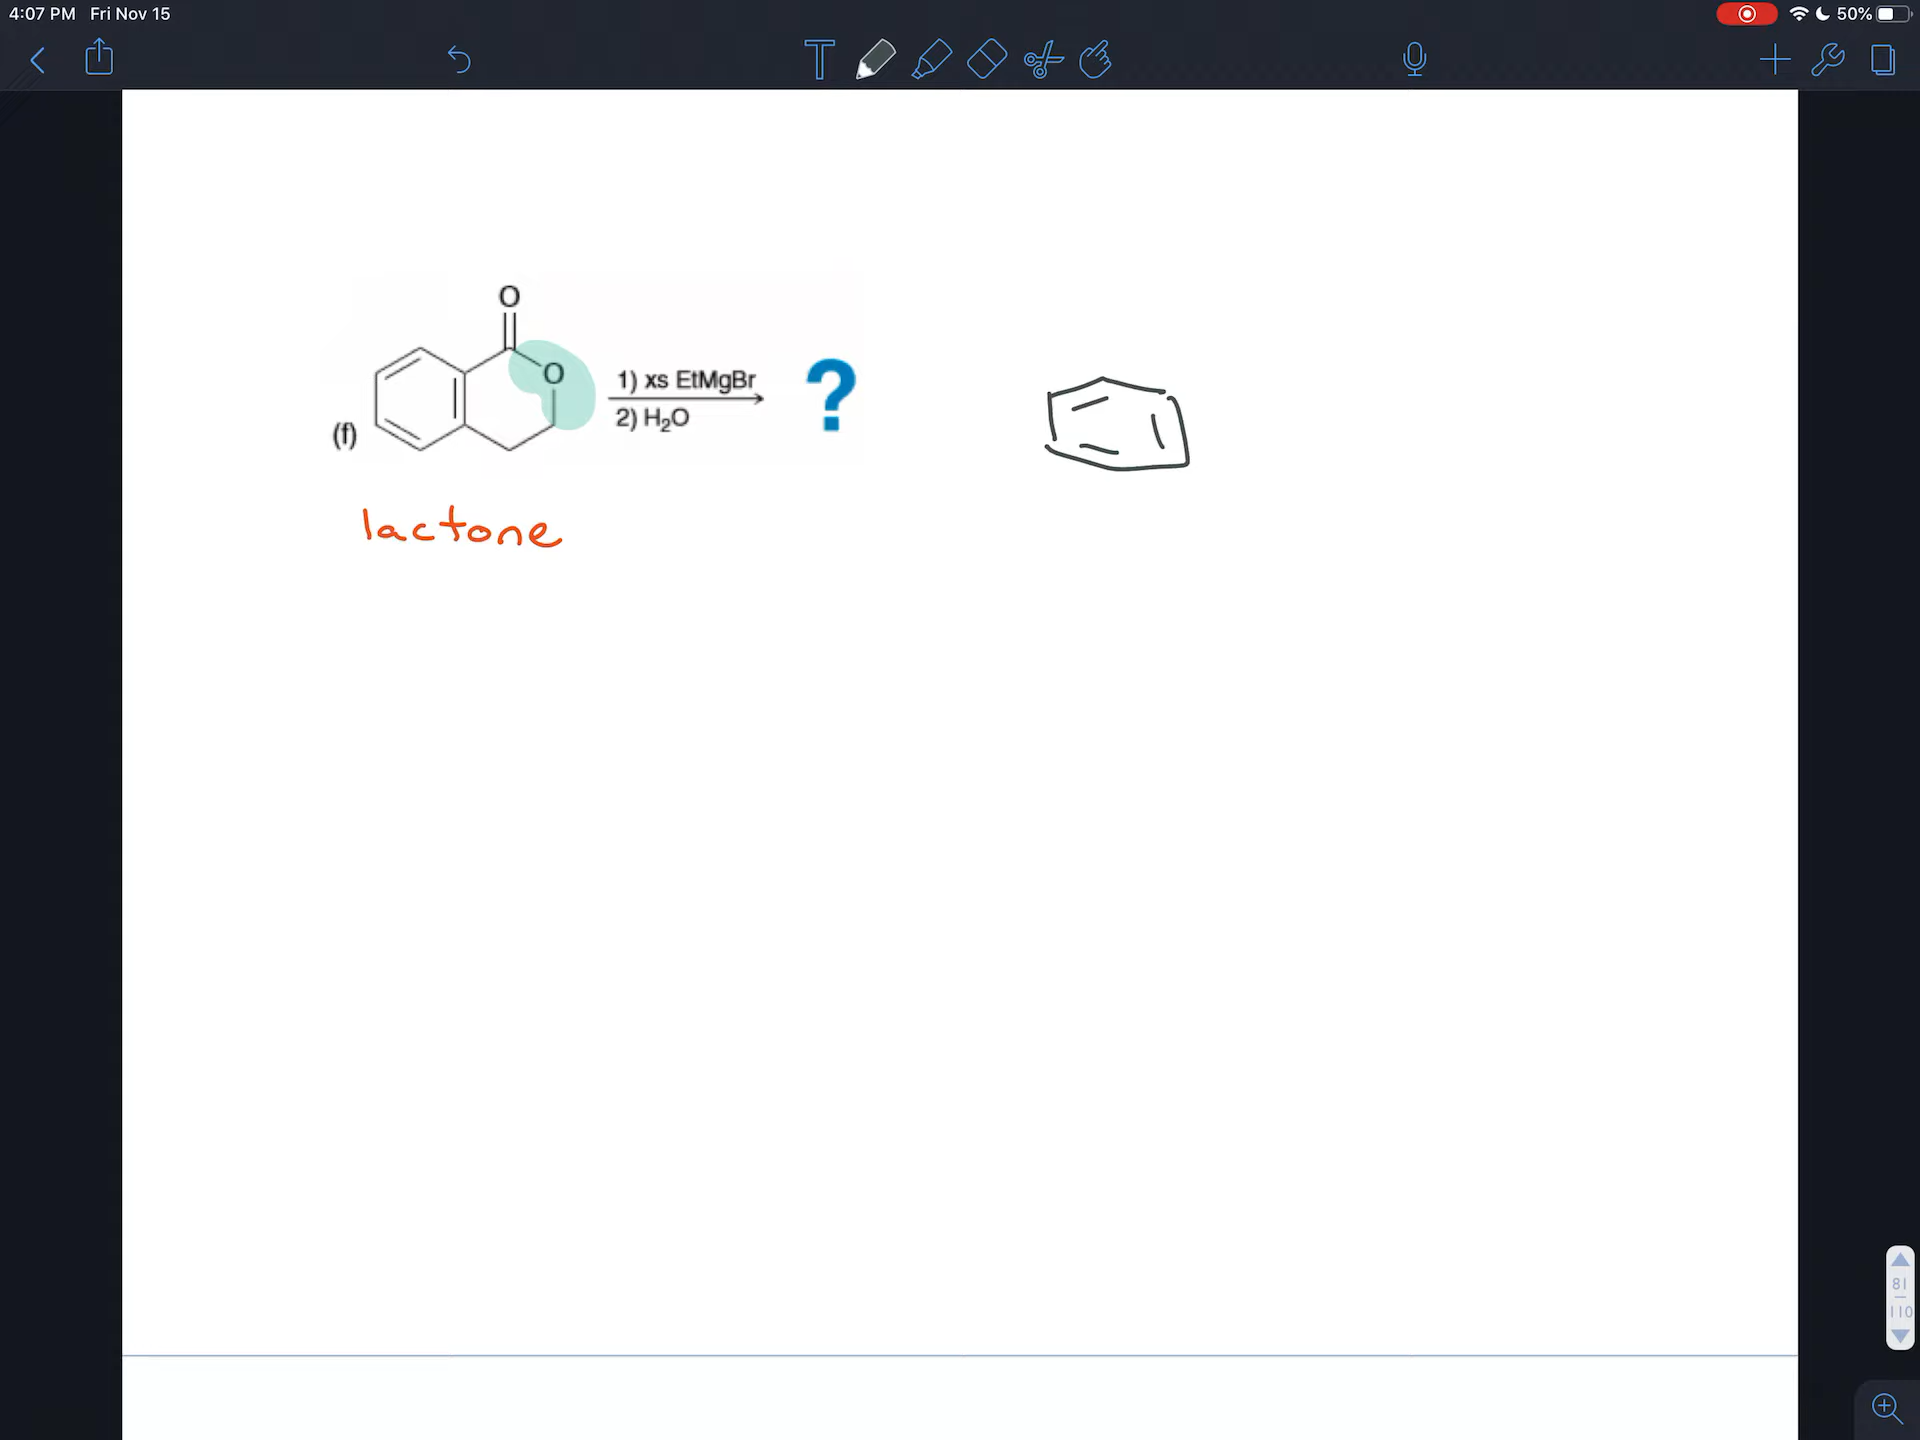 4:07 PM Fri Nov 15
50%
O
O
1) xs EtMgBr
2) H₂O
?
(f)
lactone
81
110